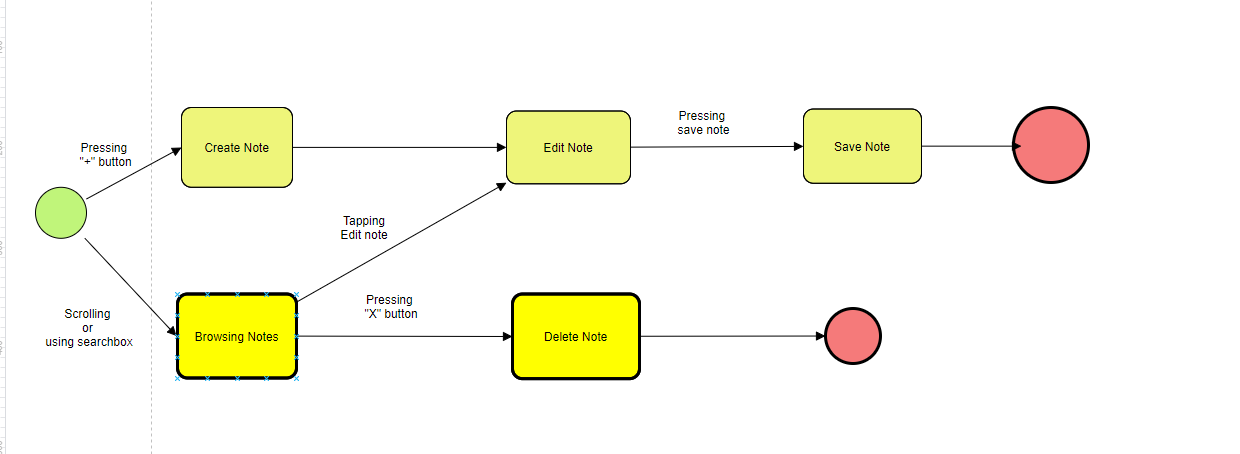 Pressing
"+" button
Create Note
Edit Note
Pressing
save note
Save Note
Tapping
Edit note
Scrolling
or
using searchbox
Browsing Notes
Pressing
"X" button
Delete Note